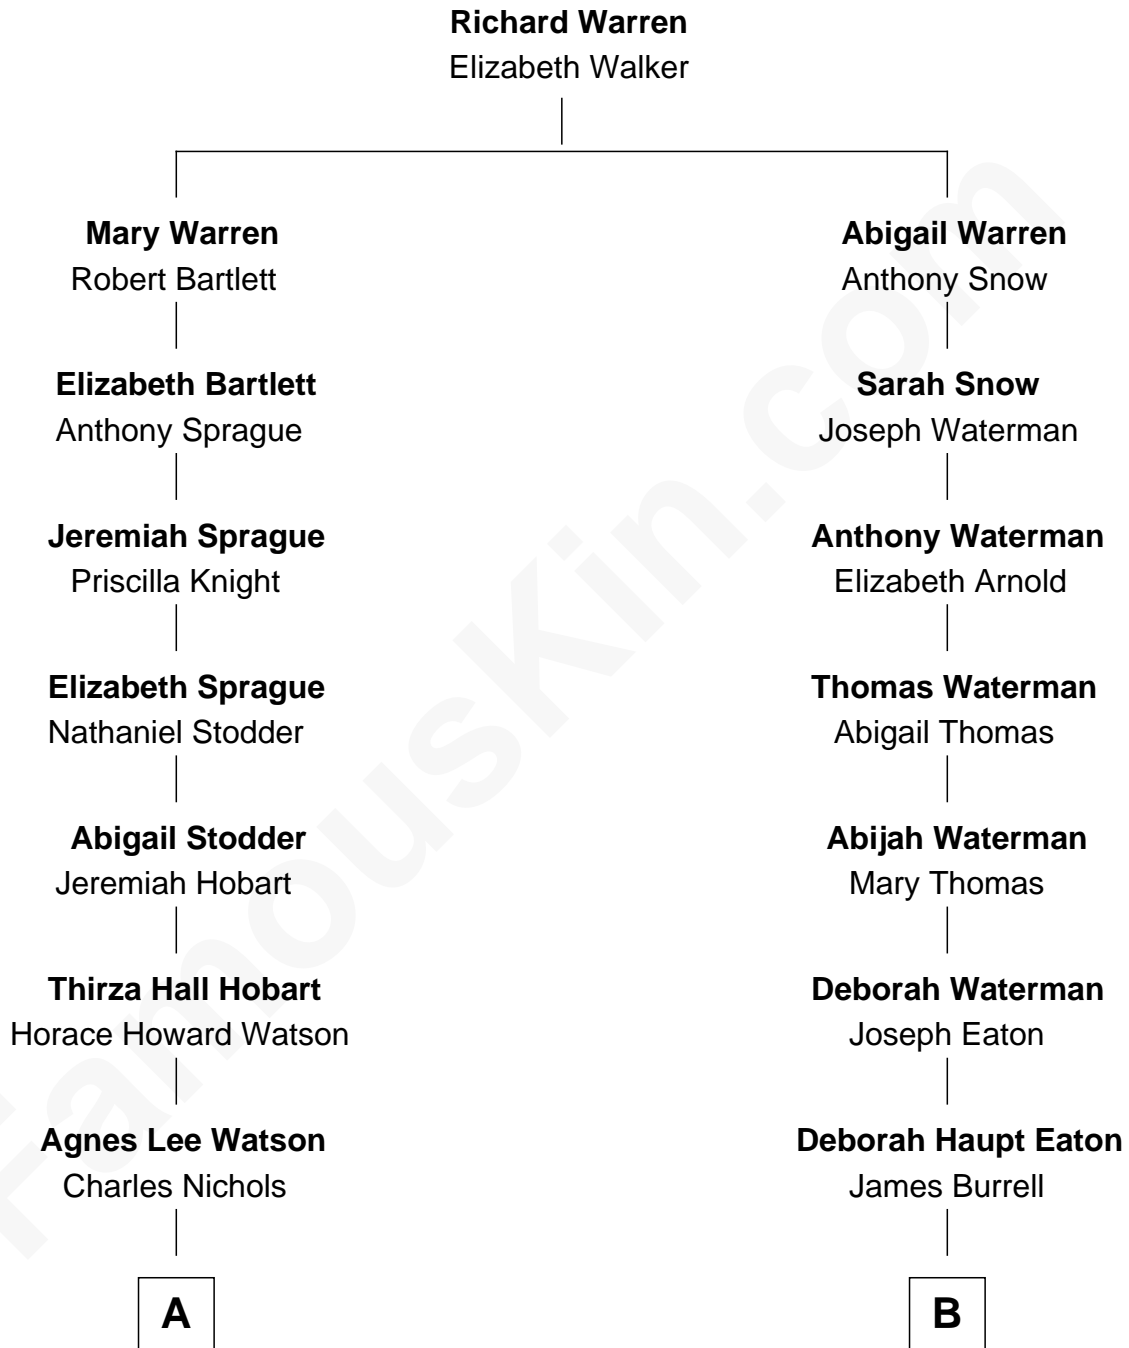 Richard Warren
Elizabeth Walker
Mary Warren
Robert Bartlett
Elizabeth Bartlett
Anthony Sprague
Jeremiah Sprague
Priscilla Knight
Elizabeth Sprague
Nathaniel Stodder
Abigail Stodder
Jeremiah Hobart
Thirza Hall Hobart
Horace Howard Watson
Agnes Lee Watson
Charles Nichols
A
Abigail Warren
Anthony Snow
Sarah Snow
Joseph Waterman
Anthony Waterman
Elizabeth Arnold
Thomas Waterman
Abigail Thomas
Abijah Waterman
Mary Thomas
Deborah Waterman
Joseph Eaton
Deborah Haupt Eaton
James Burrell
B
FamousKin.com